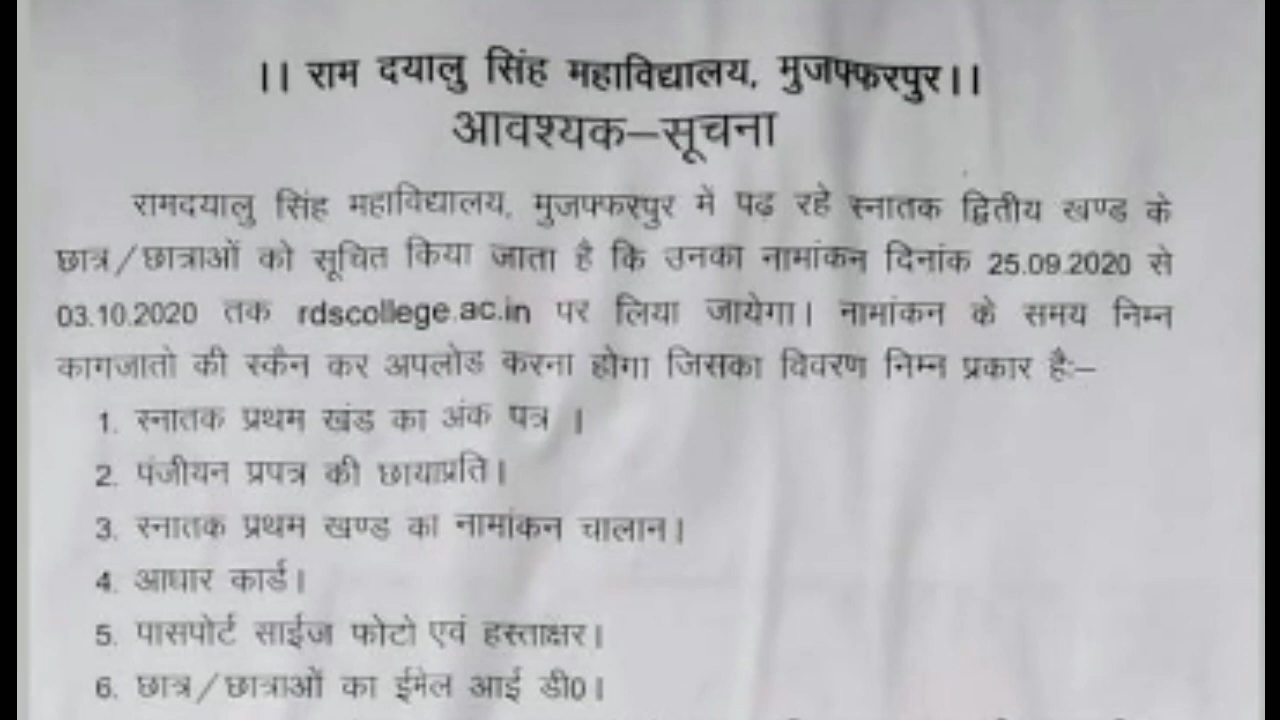 ।। राम दयालु सिंह महाविद्यालय, मुजफ्फरपुर।।
आवश्यक–सूचना
रामदयालु सिंह महाविद्यालय, मुजफ्फरपुर में पढ रहे स्नातक द्वितीय खण्ड के
छात्र/छात्राओं को सूचित किया जाता है कि उनका नामांकन दिनांक 25.09.2020 से
03.10.2020 तक rdscollege.ac.in पर लिया जायेगा। नामांकन के समय निम्न
कागजातो की स्कैन कर अपलोड करना होगा जिसका विवरण निम्न प्रकार है:–
1. स्नातक प्रथम खंड का अंक पत्र ।
2. पंजीयन प्रपत्र की छायाप्रति।
3. स्नातक प्रथम खण्ड का नामांकन चालान।
4. आधार कार्ड।
5. पासपोर्ट साईज फोटो एवं हस्ताक्षर।
6. छात्र/छात्राओं का ईमेल आई डी0।